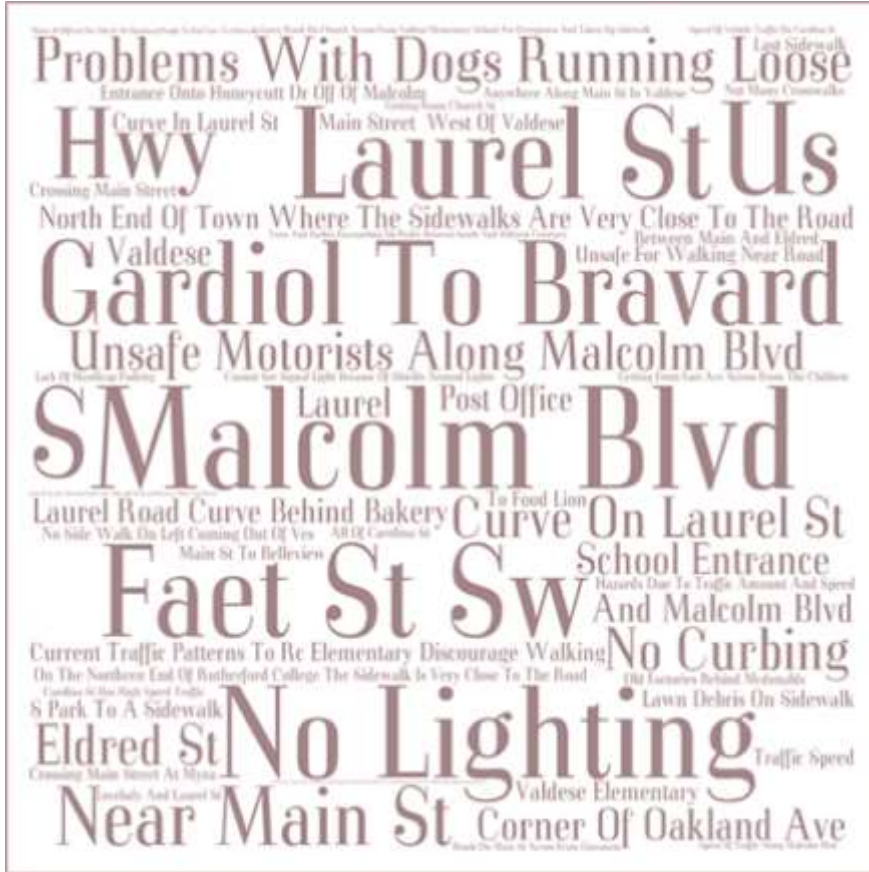 Last Sidewalk
Problems With Dogs Running Loose
Entrance Onto Huneycutt Dr Off Of Malcolm
Anywhere Along Main St In Valdese
Not Many Crosswalks
Curve In Laurel St
Main Street West Of Valdese
Hwy
Laurel St
Us
Crossing Main Street
North End Of Town Where The Sidewalks Are Very Close To The Road
Between Main And Eldred
Valdese
Unsafe For Walking Near Road
Gardiol To Bravard
Unsafe Motorists Along Malcolm Blvd
Lack Of Handicap Parking
Laurel
Post Office
S
Malcolm Blvd
To Food Lion
Laurel Road Curve Behind Bakery
Curve On Laurel St
No Side Walk On Left Coming Out Of Ves
All Of Carolina St
Main St To Belleview
School Entrance
Faet St Sw
Hazards Due To Traffic Amount And Speed
And Malcolm Blvd
Current Traffic Patterns To Rc Elementary Discourage Walking
No Curbing
On The Northern End Of Rutherford College The Sidewalk Is Very Close To The Road
Old Factories Behind Mcdonalds
Carolina St Has High Speed Traffic
Lawn Debris On Sidewalk
S Park To A Sidewalk
No Lighting
Eldred St
Traffic Speed
Crossing Main Street At Myra
Valdese Elementary
Near Main St
Corner Of Oakland Ave